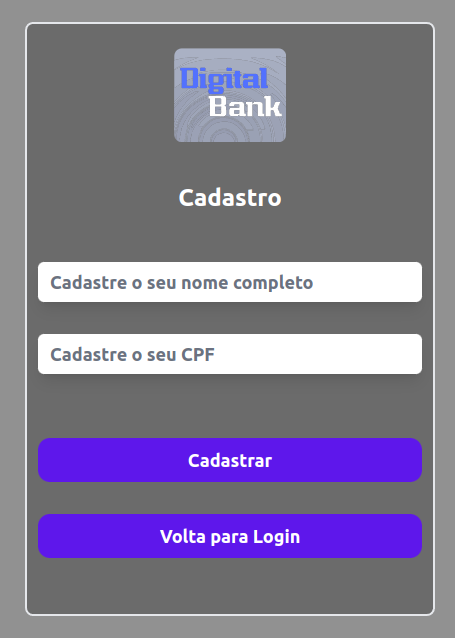 Digital
Bank
Cadastro
Cadastre o seu nome completo
Cadastre o seu CPF
Cadastrar
Volta para Login